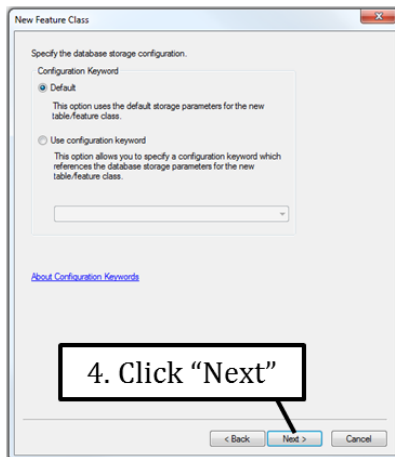 New Feature Class
Specify the database storage configuration.
Configuration Keyword
Default
This option uses the default storage parameters for the new
table/feature class.
Use configuration keyword
This option allows you to specify a configuration keyword which
references the database storage parameters for the new
table/feature class.
About Configuration Keywords
4. Click “Next”
< Back Next > Cancel